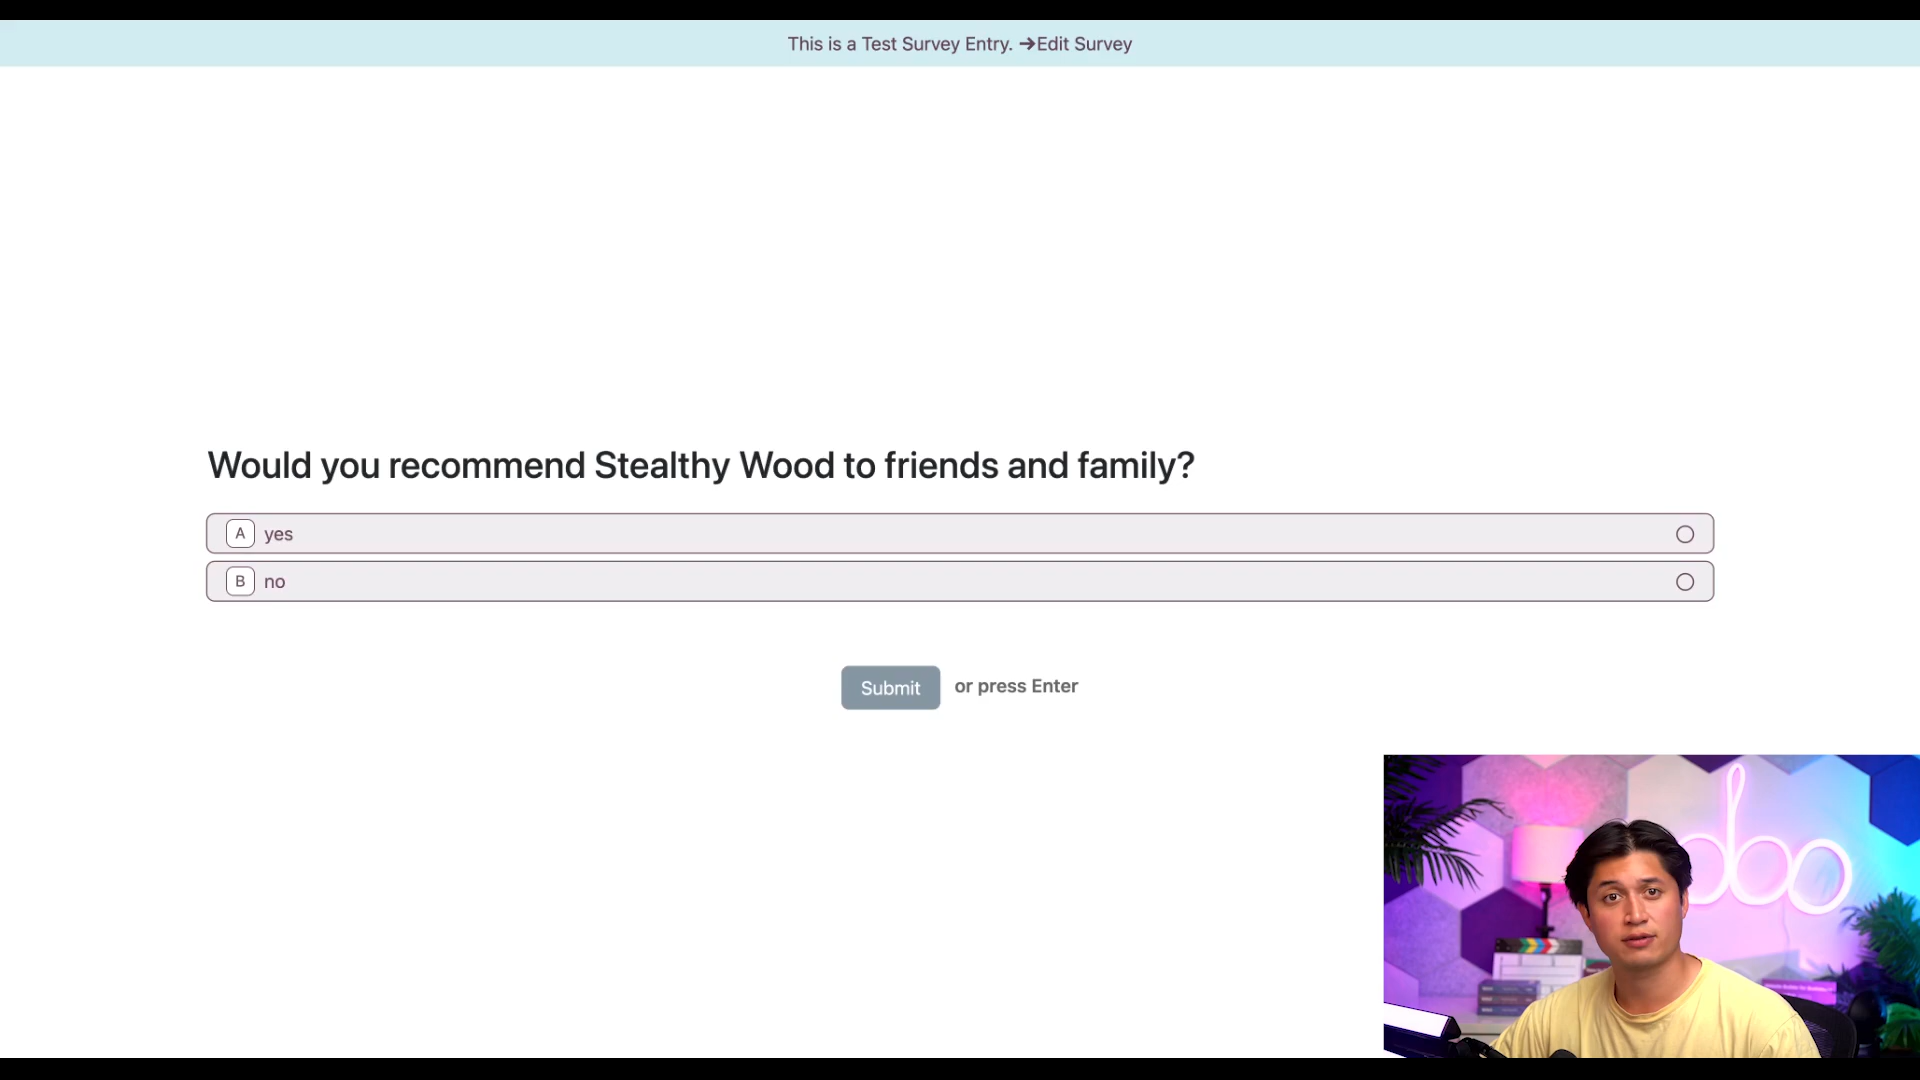 This is a Test Survey Entry. →Edit Survey
Would you recommend Stealthy Wood to friends and family?
A yes
B no
Submit or press Enter
odoo